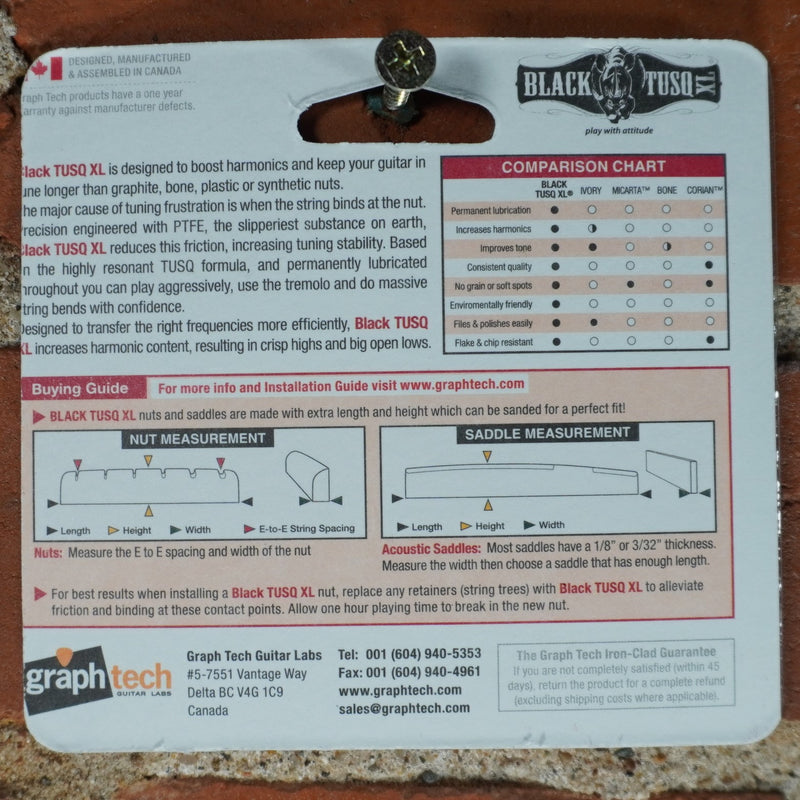 DESIGNED, MANUFACTURED
& ASSEMBLED IN CANADA
raph Tech products have a one year
arranty against manufacturer defects.
BLACK TUSQ XL
play with attitude
lack TUSQ XL is designed to boost harmonics and keep your guitar in
une longer than graphite, bone, plastic or synthetic nuts.
he major cause of tuning frustration is when the string binds at the nut.
recision engineered with PTFE, the slipperiest substance on earth,
lack TUSQ XL reduces this friction, increasing tuning stability. Based
n the highly resonant TUSQ formula, and permanently lubricated
hroughout you can play aggressively, use the tremolo and do massive
tring bends with confidence.
esigned to transfer the right frequencies more efficiently, Black TUSQ
XL increases harmonic content, resulting in crisp highs and big open lows.
COMPARISON CHART
BLACK TUSQ XL® IVORY MICARTA™ BONE CORIAN™
Permanent lubrication
Increases harmonics
Improves tone
Consistent quality
No grain or soft spots
Enviromentally friendly
Files & polishes easily
Flake & chip resistant
Buying Guide For more info and Installation Guide visit www.graphtech.com
BLACK TUSQ XL nuts and saddles are made with extra length and height which can be sanded for a perfect fit!
NUT MEASUREMENT
Length Height Width E-to-E String Spacing
Nuts: Measure the E to E spacing and width of the nut
SADDLE MEASUREMENT
Length Height Width
Acoustic Saddles: Most saddles have a 1/8" or 3/32" thickness.
Measure the width then choose a saddle that has enough length.
For best results when installing a Black TUSQ XL nut, replace any retainers (string trees) with Black TUSQ XL to alleviate
friction and binding at these contact points. Allow one hour playing time to break in the new nut.
graphtech
GUITAR LABS
Graph Tech Guitar Labs
#5-7551 Vantage Way
Delta BC V4G 1C9
Canada
Tel: 001 (604) 940-5353
Fax: 001 (604) 940-4961
www.graphtech.com
sales@graphtech.com
The Graph Tech Iron-Clad Guarantee
If you are not completely satisfied (within 45
days), return the product for a complete refund
(excluding shipping costs where applicable).